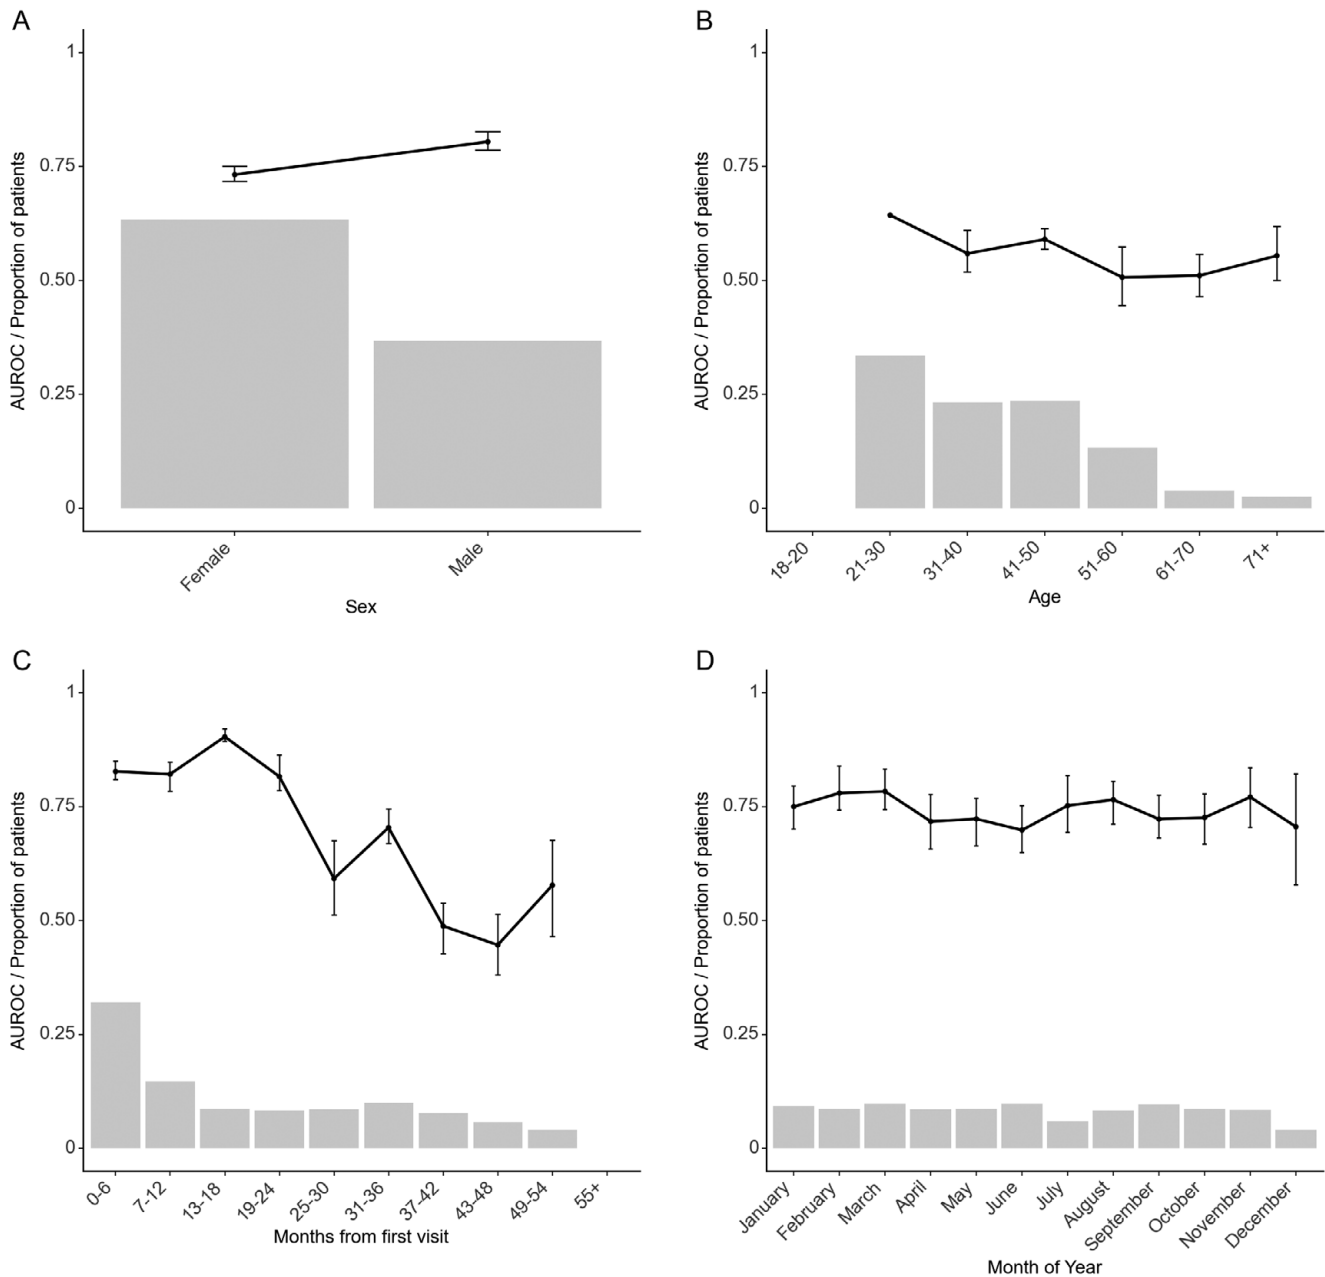 A
AUROC / Proportion of patients
1
0.75
0.50
0.25
0
Female
Male
Sex
B
AUROC / Proportion of patients
1
0.75
0.50
0.25
0
18-20
21-30
31-40
41-50
51-60
61-70
71+
Age
C
AUROC / Proportion of patients
1
0.75
0.50
0.25
0
0-6
7-12
13-18
19-24
25-30
31-36
37-42
43-48
49-54
55+
Months from first visit
D
AUROC / Proportion of patients
1
0.75
0.50
0.25
0
January
February
March
April
May
June
July
August
September
October
November
December
Month of Year